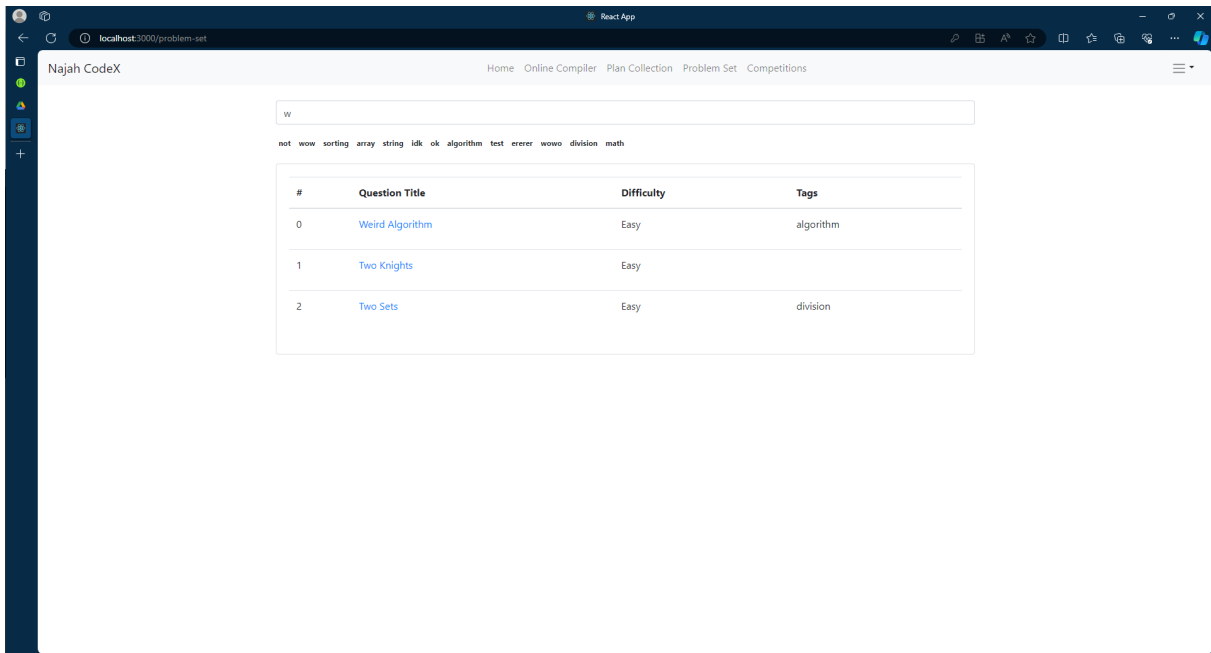 React App
localhost:3000/problem-set
Najah CodeX Home Online Compiler Plan Collection Problem Set Competitions
w
not wow sorting array string idk ok algorithm test ererer wowo division math
# Question Title Difficulty Tags
0 Weird Algorithm Easy algorithm
1 Two Knights Easy
2 Two Sets Easy division